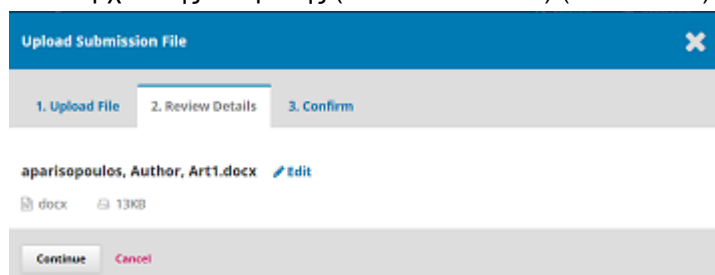 Upload Submission File
1. Upload File 2. Review Details 3. Confirm
aparisopoulos, Author, Art1.docx Edit
docx 13KB
Continue Cancel